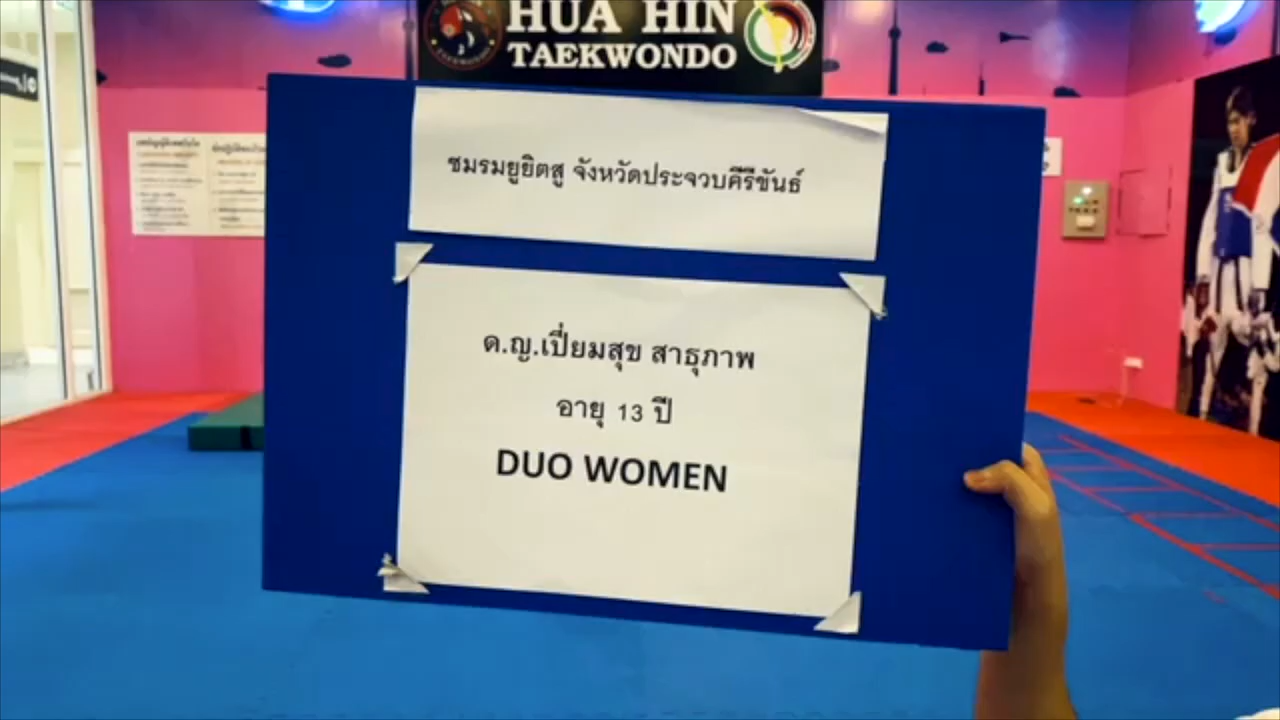 HUA HIN
TAEKWONDO
ชมรมยูยิตสู จังหวัดประจวบคีรีขันธ์
ด.ญ.เปี่ยมสุข สาธุภาพ
อายุ 13 ปี
DUO WOMEN